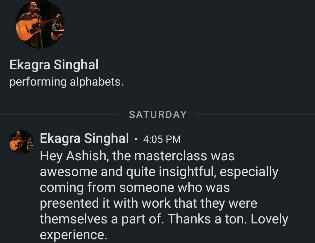 Ekagra Singhal
performing alphabets.
SATURDAY
Ekagra Singhal • 4:05 PM
Hey Ashish, the masterclass was
awesome and quite insightful, especially
coming from someone who was
presented it with work that they were
themselves a part of. Thanks a ton. Lovely
experience.